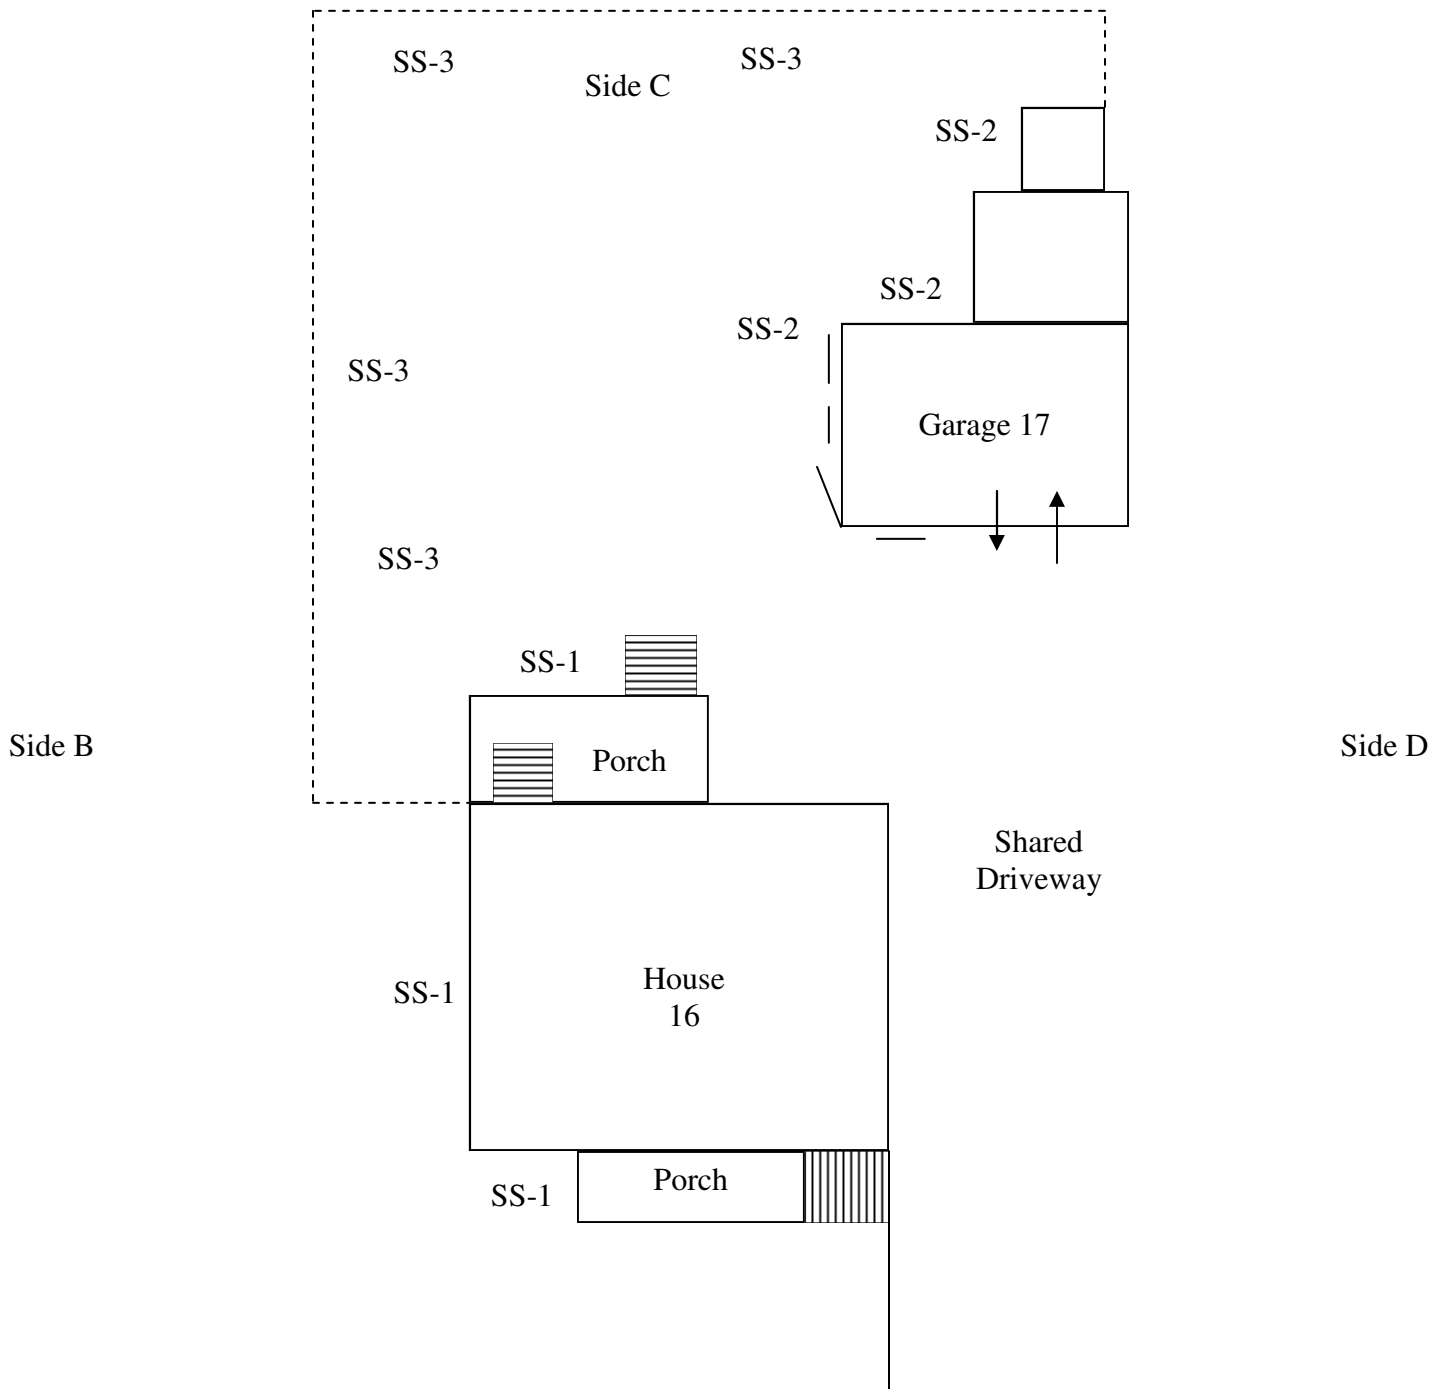 SS-3
SS-3
Side C
SS-2
SS-2
SS-2
SS-3
Garage 17
SS-3
SS-1
Side B
Porch
Side D
Shared
Driveway
SS-1
House
16
Porch
SS-1